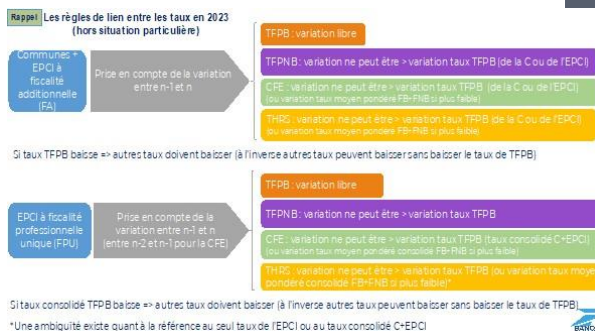 Rappel Les règles de lien entre les taux en 2023
(hors situation particulière)
Communes +
EPCI à
fiscalité
additionnelle
(FA)
Prise en compte de la variation
entre n-1 et n
TFPB : variation libre
TFPNB : variation ne peut être > variation taux TFPB (de la C ou de l'EPCI)
CFE : variation ne peut être > variation taux TFPB (de la C ou de l'EPCI)
(ou variation taux moyen pondéré FB+FNB si plus faible)
THRS : variation ne peut être > variation taux TFPB (de la C ou de l'EPCI)
(ou variation taux moyen pondéré FB+FNB si plus faible)
Si taux TFPB baisse => autres taux doivent baisser (à l'inverse autres taux peuvent baisser sans baisser le taux de TFPB)
EPCI à fiscalité
professionnelle
unique (FPU)
Prise en compte de la
variation entre n-1 et n
(entre n-2 et n-1 pour la CFE)
TFPB : variation libre
TFPNB : variation ne peut être > variation taux TFPB
CFE : variation ne peut être > variation taux TFPB (taux consolidé C+EPCI)
(ou variation taux moyen pondéré consolidé FB+FNB si plus faible)
THRS : variation ne peut être > variation taux TFPB (ou variation taux moye
pondéré consolidé FB+FNB si plus faible)*
Si taux consolidé TFPB baisse => autres taux doivent baisser (à l'inverse autres taux peuvent baisser sans baisser le taux de TFPB)
*Une ambiguïté existe quant à la référence au seul taux de l'EPCI ou au taux consolidé C+EPCI